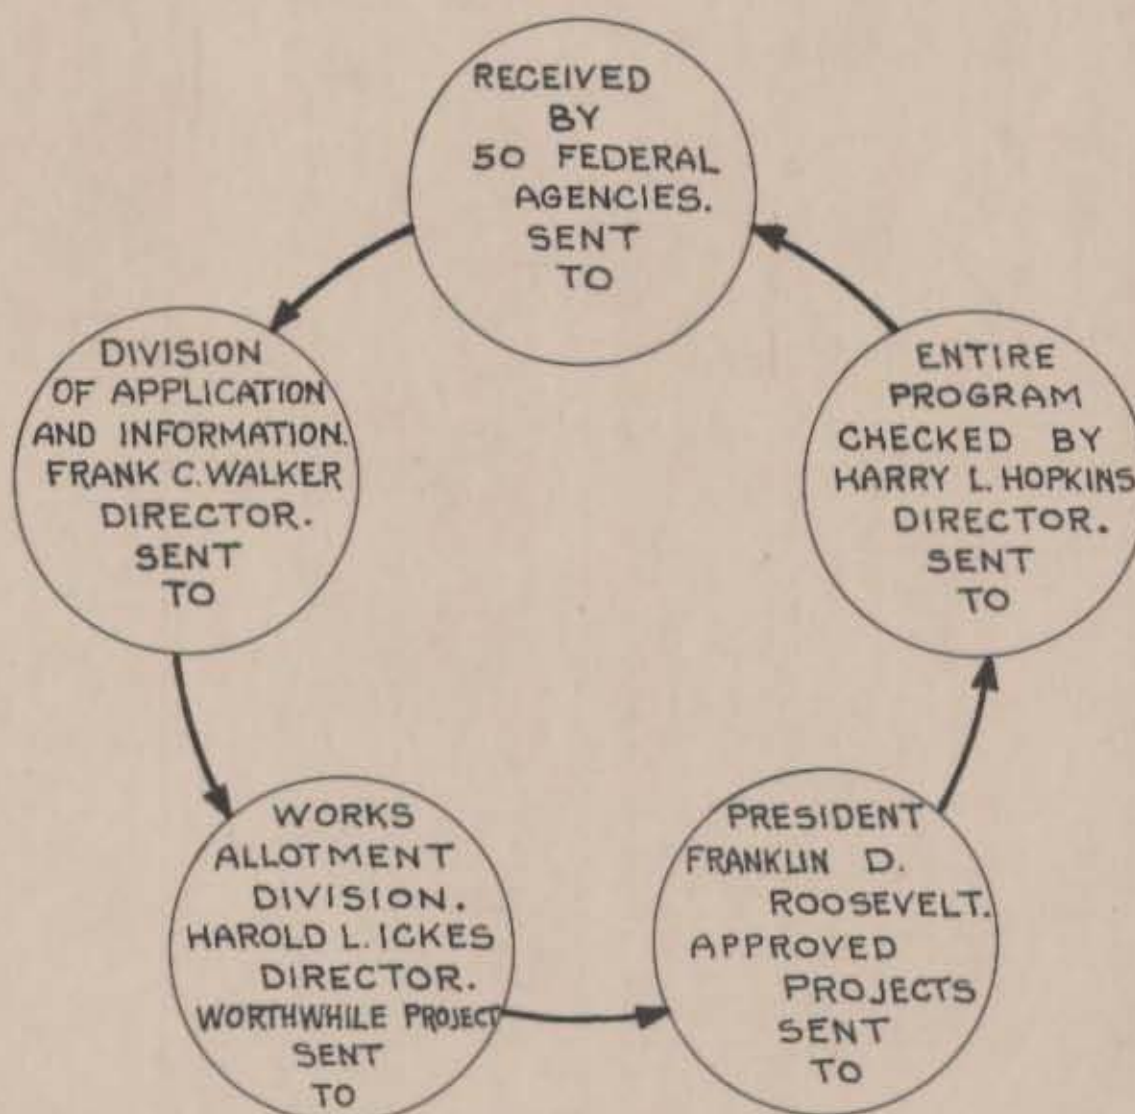 RECEIVED
BY
50 FEDERAL
AGENCIES.
SENT
TO
DIVISION
OF APPLICATION
AND INFORMATION.
FRANK C. WALKER
DIRECTOR.
SENT
TO
WORKS
ALLOTMENT
DIVISION.
HAROLD L. ICKES
DIRECTOR.
WORTHWHILE PROJECT
SENT
TO
PRESIDENT
FRANKLIN D.
ROOSEVELT.
APPROVED
PROJECTS
SENT
TO
ENTIRE
PROGRAM
CHECKED BY
HARRY L. HOPKINS
DIRECTOR.
SENT
TO